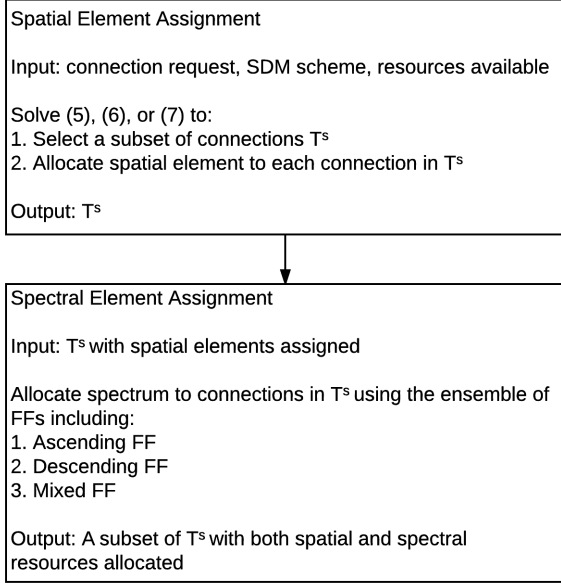 Spatial Element Assignment
Input: connection request, SDM scheme, resources available
Solve (5), (6), or (7) to:
1. Select a subset of connections Tˢ
2. Allocate spatial element to each connection in Tˢ
Output: Tˢ
Spectral Element Assignment
Input: Tˢ with spatial elements assigned
Allocate spectrum to connections in Tˢ using the ensemble of
FFs including:
1. Ascending FF
2. Descending FF
3. Mixed FF
Output: A subset of Tˢ with both spatial and spectral
resources allocated